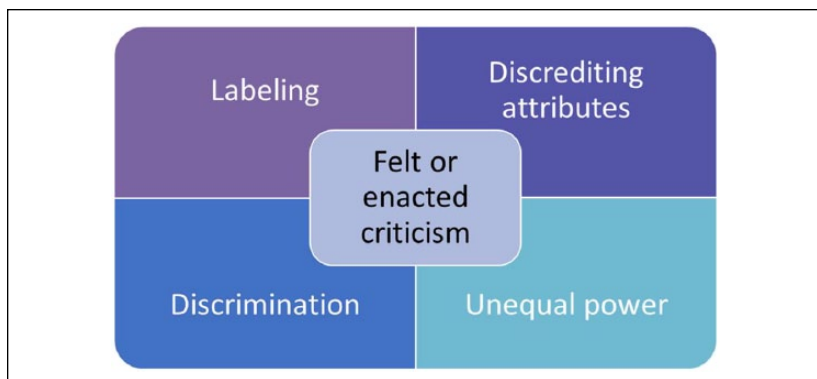 Labeling
Discrediting
attributes
Felt or
enacted
criticism
Discrimination
Unequal power